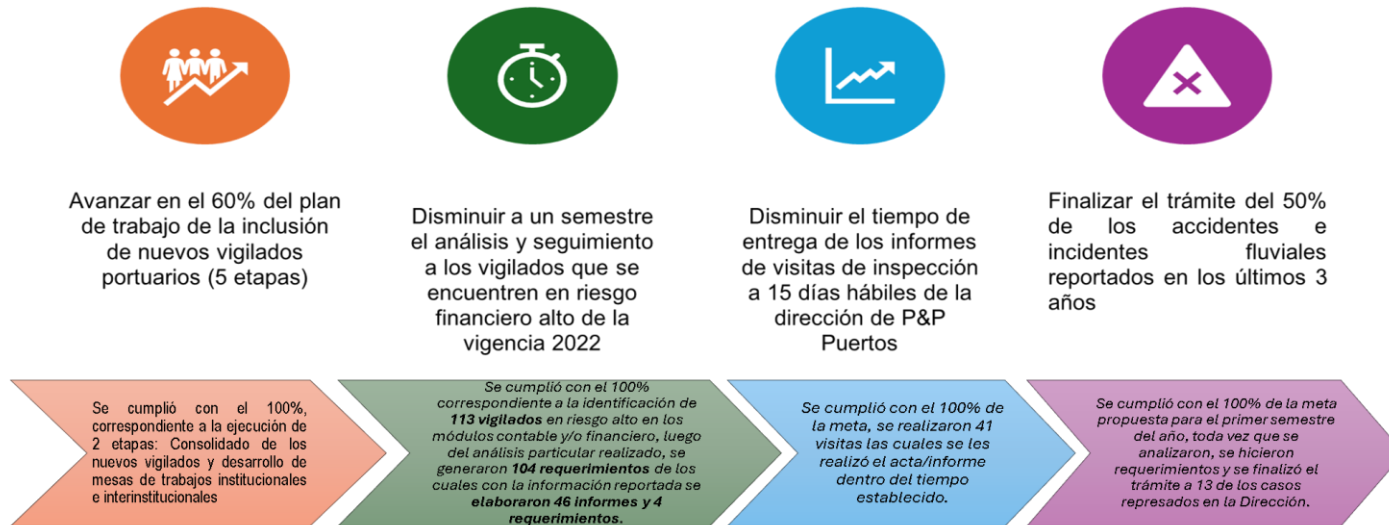 Avanzar en el 60% del plan
de trabajo de la inclusión
de nuevos vigilados
portuarios (5 etapas)
Disminuir a un semestre
el análisis y seguimiento
a los vigilados que se
encuentren en riesgo
financiero alto de la
vigencia 2022
Disminuir el tiempo de
entrega de los informes
de visitas de inspección
a 15 días hábiles de la
dirección de P&P
Puertos
Finalizar el trámite del 50%
de los accidentes e
incidentes fluviales
reportados en los últimos 3
años
Se cumplió con el 100%,
correspondiente a la ejecución de
2 etapas: Consolidado de los
nuevos vigilados y desarrollo de
mesas de trabajos institucionales
e interinstitucionales
Se cumplió con el 100%
correspondiente a la identificación de
113 vigilados en riesgo alto en los
módulos contable y/o financiero, luego
del análisis particular realizado, se
generaron 104 requerimientos de los
cuales con la información reportada se
elaboraron 46 informes y 4
requerimientos.
Se cumplió con el 100% de
la meta, se realizaron 41
visitas las cuales se les
realizó el acta/informe
dentro del tiempo
establecido.
Se cumplió con el 100% de la meta
propuesta para el primer semestre
del año, toda vez que se
analizaron, se hicieron
requerimientos y se finalizó el
trámite a 13 de los casos
represados en la Dirección.